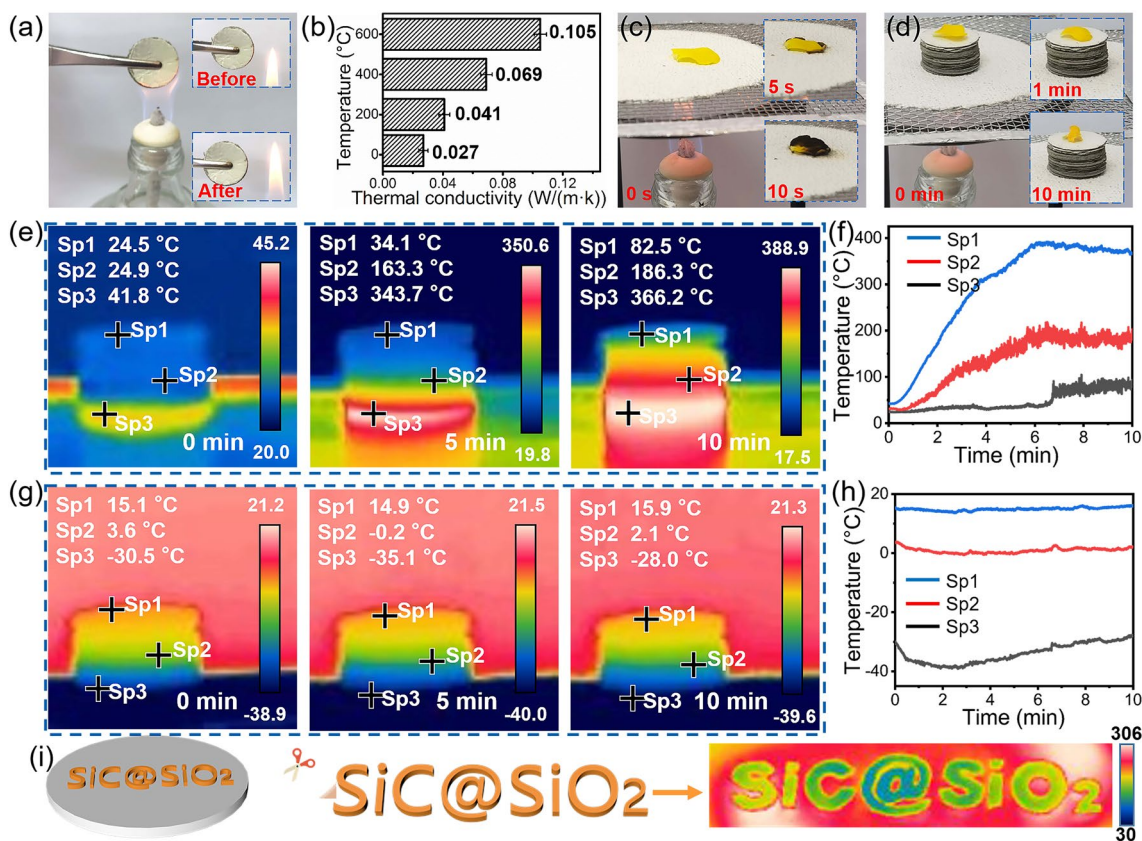 (a)
Before
After
(b)
Temperature (°C)
600
400
200
0
0.105
0.069
0.041
0.027
0.00
0.04
0.08
0.12
Thermal conductivity (W/(m·k))
(c)
0 s
5 s
10 s
(d)
0 min
1 min
10 min
(e)
Sp1 24.5 °C
Sp2 24.9 °C
Sp3 41.8 °C
45.2
Sp1
Sp2
Sp3
0 min
20.0
Sp1 34.1 °C
Sp2 163.3 °C
Sp3 343.7 °C
350.6
Sp1
Sp2
Sp3
5 min
19.8
Sp1 82.5 °C
Sp2 186.3 °C
Sp3 366.2 °C
388.9
Sp1
Sp2
Sp3
10 min
17.5
(f)
Temperature (°C)
400
300
200
100
0
Sp1
Sp2
Sp3
0 2 4 6 8 10
Time (min)
(g)
Sp1 15.1 °C
Sp2 3.6 °C
Sp3 -30.5 °C
21.2
Sp1
Sp2
Sp3
0 min
-38.9
Sp1 14.9 °C
Sp2 -0.2 °C
Sp3 -35.1 °C
21.5
Sp1
Sp2
Sp3
5 min
-40.0
Sp1 15.9 °C
Sp2 2.1 °C
Sp3 -28.0 °C
21.3
Sp1
Sp2
Sp3
10 min
-39.6
(h)
Temperature (°C)
20
0
-20
-40
Sp1
Sp2
Sp3
0 2 4 6 8 10
Time (min)
(i)
SiC@SiO2
SiC@SiO2
SiC@SiO2
306
30